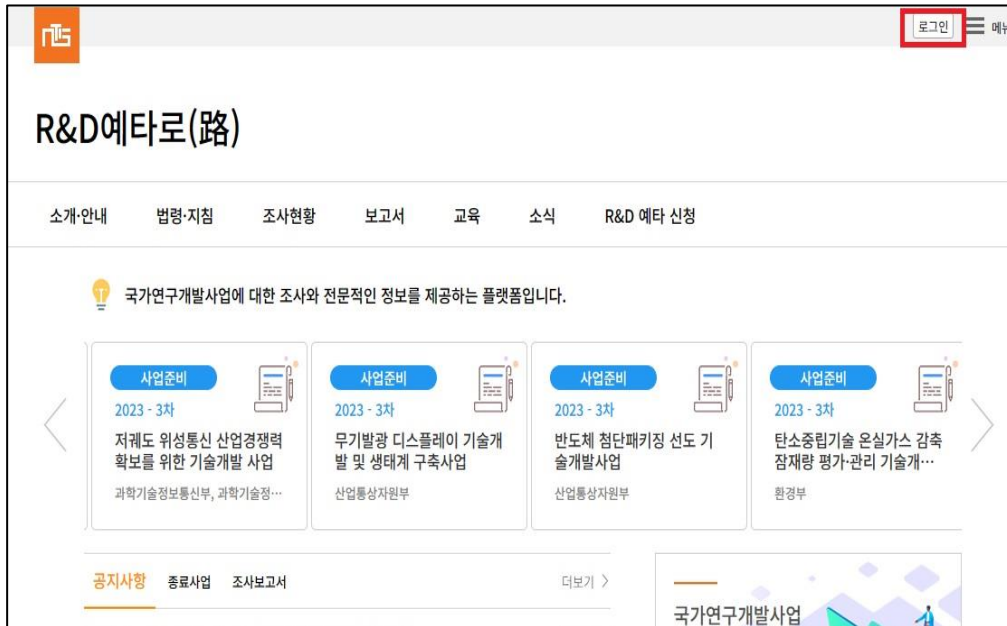 nTis
로그인
메뉴
R&D예타로(路)
소개·안내 법령·지침 조사현황 보고서 교육 소식 R&D 예타 신청
국가연구개발사업에 대한 조사와 전문적인 정보를 제공하는 플랫폼입니다.
사업준비
2023 - 3차
저궤도 위성통신 산업경쟁력
확보를 위한 기술개발 사업
과학기술정보통신부, 과학기술정…
사업준비
2023 - 3차
무기발광 디스플레이 기술개
발 및 생태계 구축사업
산업통상자원부
사업준비
2023 - 3차
반도체 첨단패키징 선도 기
술개발사업
산업통상자원부
사업준비
2023 - 3차
탄소중립기술 온실가스 감축
잠재량 평가·관리 기술개…
환경부
공지사항 종료사업 조사보고서 더보기 〉
국가연구개발사업